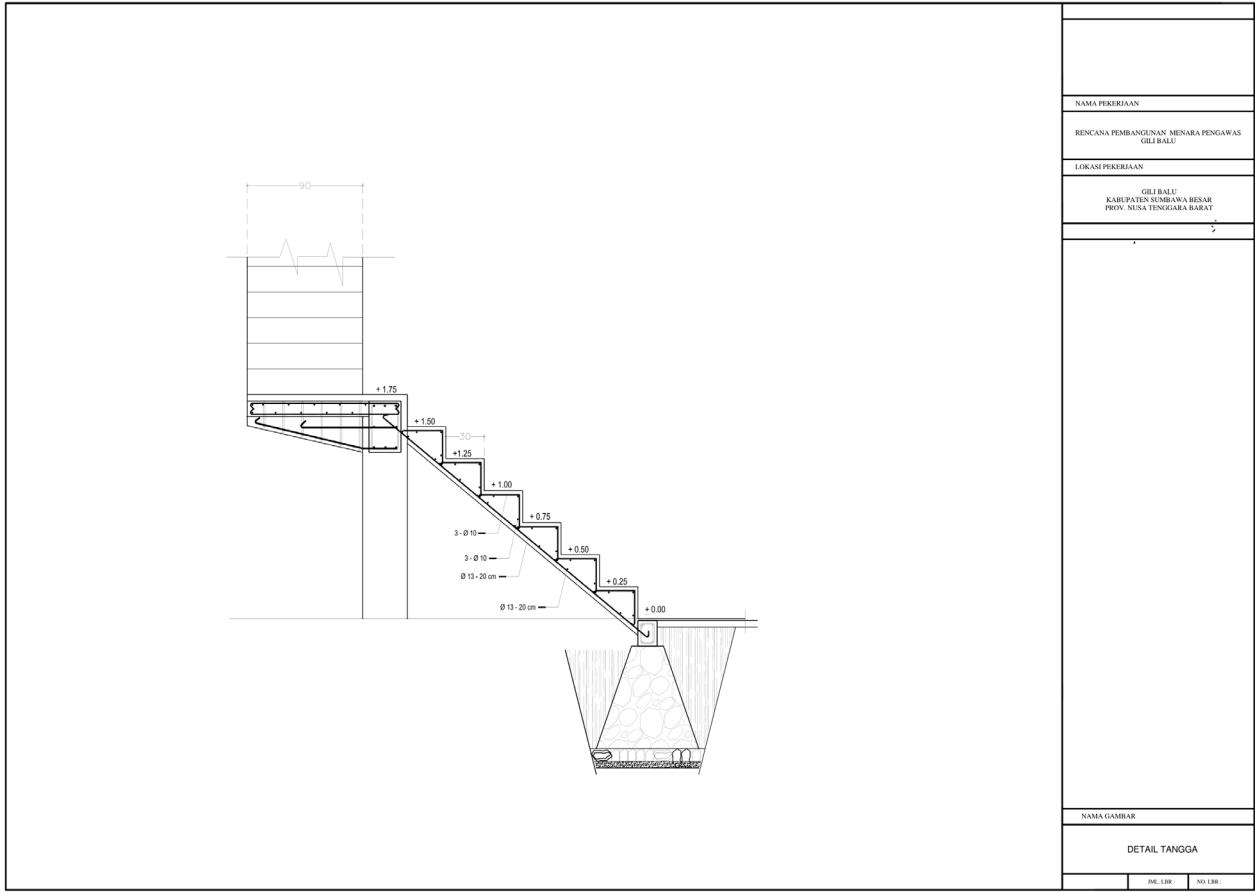 NAMA PEKERJAAN
RENCANA PEMBANGUNAN MENARA PENGAWAS
GILI BALU
LOKASI PEKERJAAN
GILI BALU
KABUPATEN SUMBAWA BESAR
PROV. NUSA TENGGARA BARAT
90
+ 1.75
+ 1.50
30
+1.25
+ 1.00
+ 0.75
3 - Ø 10
+ 0.50
3 - Ø 10
Ø 13 - 20 cm
+ 0.25
Ø 13 - 20 cm
+ 0.00
NAMA GAMBAR
DETAIL TANGGA
JML. LBR :
NO. LBR :